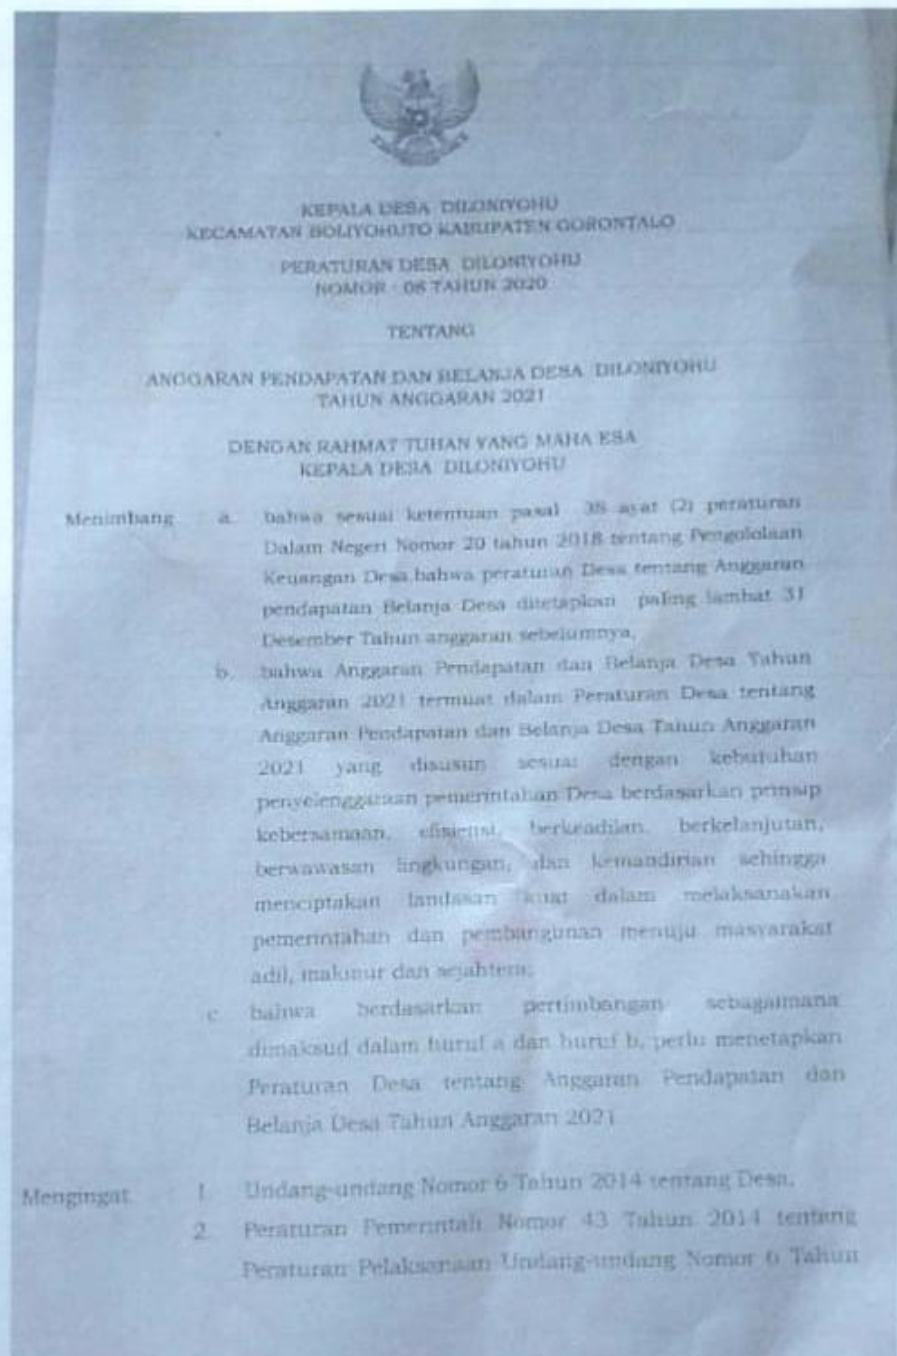 KEPALA DESA DILONIYOHU
KECAMATAN BOLIYOHUTO KABUPATEN GORONTALO
PERATURAN DESA DILONIYOHU
NOMOR : 06 TAHUN 2020
TENTANG
ANGGARAN PENDAPATAN DAN BELANJA DESA DILONIYOHU
TAHUN ANGGARAN 2021
DENGAN RAHMAT TUHAN YANG MAHA ESA
KEPALA DESA DILONIYOHU
Menimbang a. bahwa sesuai ketentuan pasal 38 ayat (2) peraturan
Dalam Negeri Nomor 20 tahun 2018 tentang Pengololaan
Keuangan Desa bahwa peraturan Desa tentang Anggaran
pendapatan Belanja Desa ditetapkan paling lambat 31
Desember Tahun anggaran sebelumnya,
b. bahwa Anggaran Pendapatan dan Belanja Desa Tahun
Anggaran 2021 termuat dalam Peraturan Desa tentang
Anggaran Pendapatan dan Belanja Desa Tahun Anggaran
2021 yang disusun sesuai dengan kebutuhan
penyelenggaraan pemerintahan Desa berdasarkan prinsip
kebersamaan, efisiensi, berkeadilan, berkelanjutan,
berwawasan lingkungan, dan kemandirian sehingga
menciptakan landasan kuat dalam melaksanakan
pemerintahan dan pembangunan menuju masyarakat
adil, makmur dan sejahtera;
c. bahwa berdasarkan pertimbangan sebagaimana
dimaksud dalam huruf a dan huruf b, perlu menetapkan
Peraturan Desa tentang Anggaran Pendapatan dan
Belanja Desa Tahun Anggaran 2021
Mengingat 1. Undang-undang Nomor 6 Tahun 2014 tentang Desa,
2. Peraturan Pemerintah Nomor 43 Tahun 2014 tentang
Peraturan Pelaksanaan Undang-undang Nomor 6 Tahun